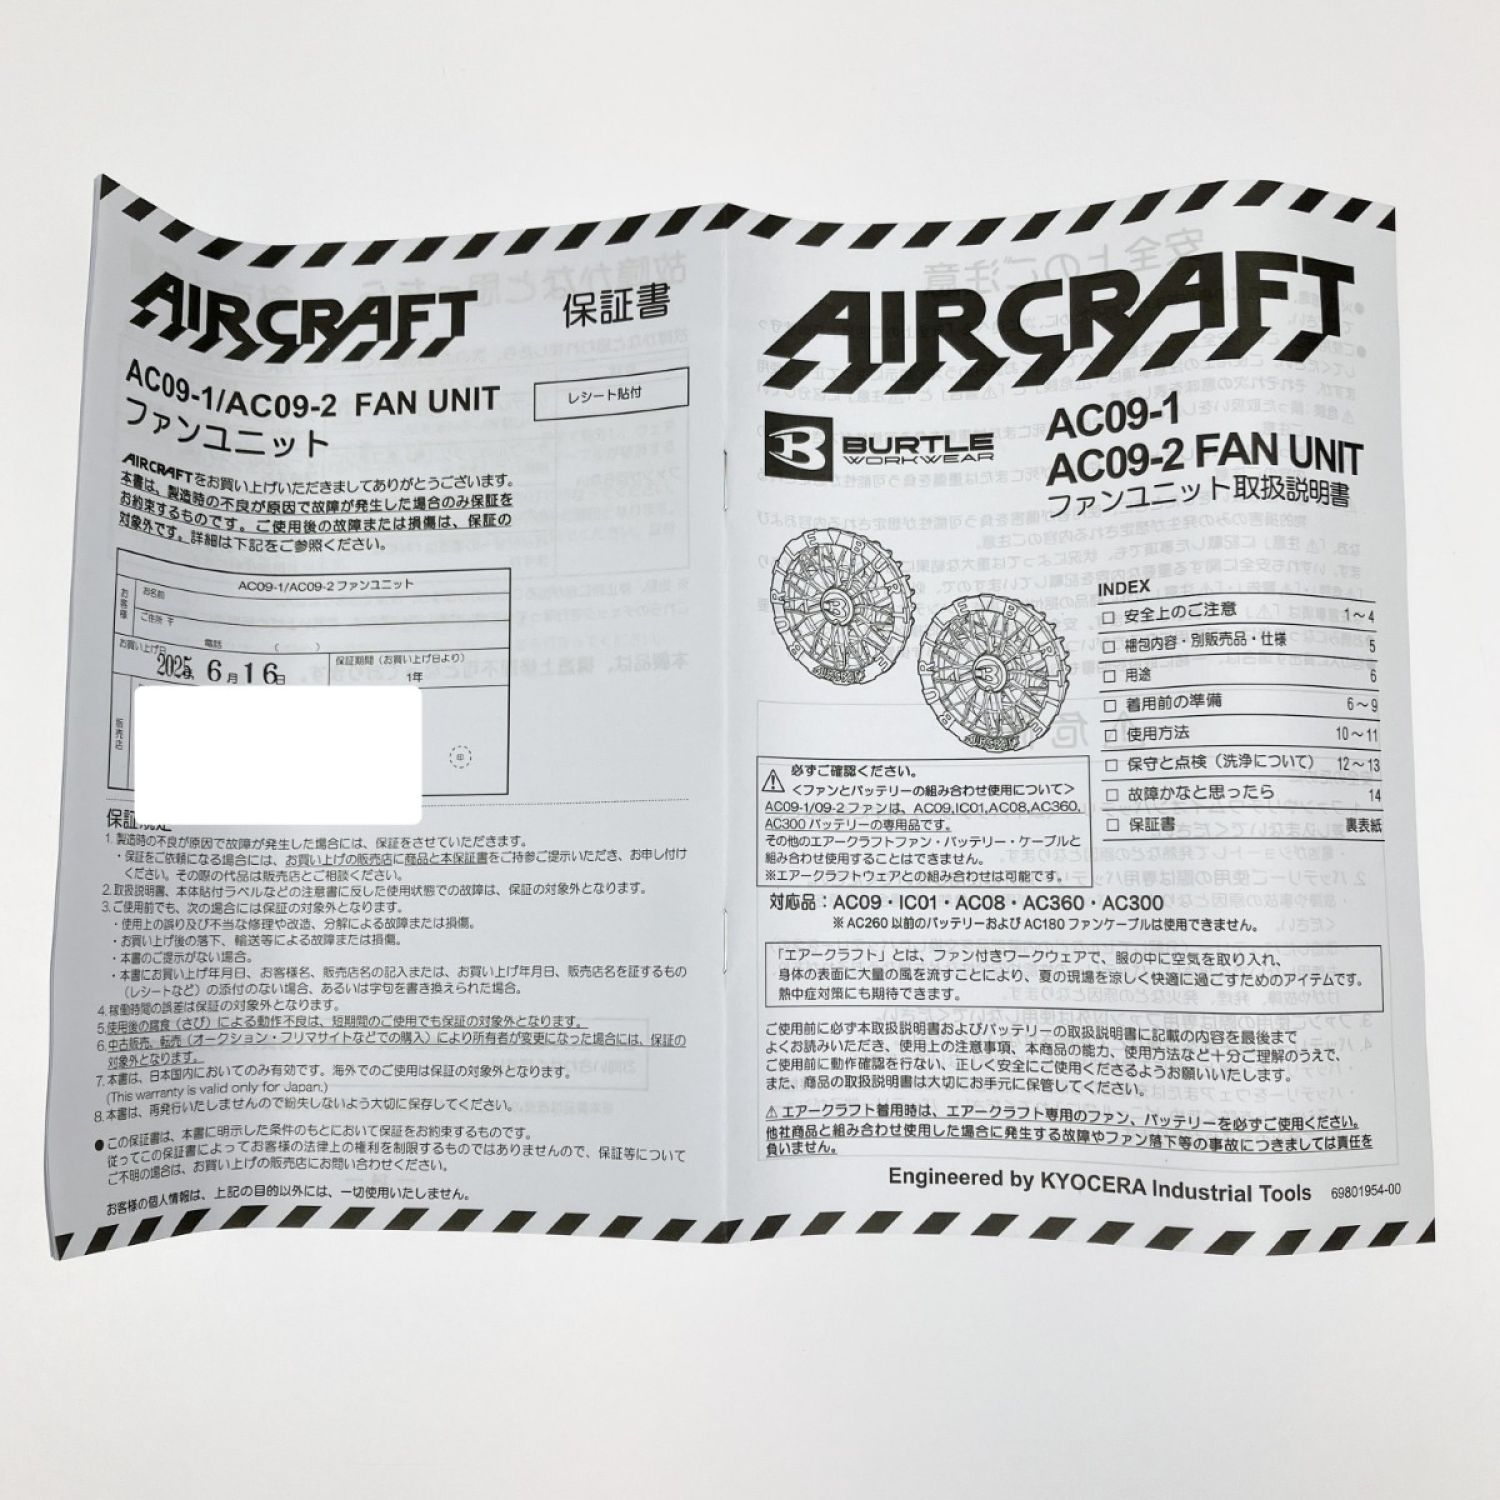 AIRCRAFT 保証書
AC09-1/AC09-2 FAN UNIT
ファンユニット
レシート貼付
AIRCRAFTをお買い上げいただきましてありがとうございます。
本書は、製造時の不良が原因で故障が発生した場合のみ保証を
お約束するものです。ご使用後の故障または損傷は、保証の
対象外です。詳細は下記をご参照ください。
AC09-1/AC09-2 ファンユニット
お客様
お名前
ご住所 〒
電話 ( )
お買い上げ日
2025年 6月16日
保証期間（お買い上げ日より）
1年
販売店
印
保証規定
1. 製造時の不良が原因で故障が発生した場合には、保証をさせていただきます。
・保証をご依頼になる場合には、お買い上げの販売店に商品と本保証書をご持参ご提示いただき、お申し付け
ください。その際の代品は販売店とご相談ください。
2. 取扱説明書、本体貼付ラベルなどの注意書に反した使用状態での故障は、保証の対象外となります。
3. ご使用前でも、次の場合には保証の対象外となります。
・使用上の誤り及び不当な修理や改造、分解による故障または損傷。
・お買い上げ後の落下、輸送等による故障または損傷。
・本書のご提示がない場合。
・本書にお買い上げ年月日、お客様名、販売店名の記入または、お買い上げ年月日、販売店名を証するもの
（レシートなど）の添付のない場合、あるいは字句を書き換えられた場合。
4. 稼働時間の誤差は保証の対象外となります。
5. 使用後の腐食（さび）による動作不良は、短期間のご使用でも保証の対象外となります。
6. 中古販売、転売（オークション・フリマサイトなどでの購入）により所有者が変更になった場合には、保証の
対象外となります。
7. 本書は、日本国内においてのみ有効です。海外でのご使用は保証の対象外となります。
(This warranty is valid only for Japan.)
8. 本書は、再発行いたしませんので紛失しないよう大切に保存してください。
● この保証書は、本書に明示した条件のもとにおいて保証をお約束するものです。
従ってこの保証書によってお客様の法律上の権利を制限するものではありませんので、保証等について
ご不明の場合は、お買い上げの販売店にお問い合わせください。
お客様の個人情報は、上記の目的以外には、一切使用いたしません。
AIRCRAFT
B BURTLE
WORKWEAR
AC09-1
AC09-2 FAN UNIT
ファンユニット取扱説明書
BURTLE/BURTLE
B
AIRCRAFT
BURTLE/BURTLE
B
AIRCRAFT
INDEX
□ 安全上のご注意 1～4
□ 梱包内容・別販売品・仕様 5
□ 用途 6
□ 着用前の準備 6～9
□ 使用方法 10～11
□ 保守と点検（洗浄について） 12～13
□ 故障かなと思ったら 14
□ 保証書 裏表紙
⚠ 必ずご確認ください。
＜ファンとバッテリーの組み合わせ使用について＞
AC09-1/09-2 ファンは、AC09,IC01,AC08,AC360,
AC300 バッテリーの専用品です。
その他のエアークラフトファン・バッテリー・ケーブルと
組み合わせ使用することはできません。
※エアークラフトウェアとの組み合わせは可能です。
対応品：AC09・IC01・AC08・AC360・AC300
※ AC260 以前のバッテリーおよび AC180 ファンケーブルは使用できません。
「エアークラフト」とは、ファン付きワークウェアで、服の中に空気を取り入れ、
身体の表面に大量の風を流すことにより、夏の現場を涼しく快適に過ごすためのアイテムです。
熱中症対策にも期待できます。
ご使用前に必ず本取扱説明書およびバッテリーの取扱説明書に記載の内容を最後まで
よくお読みいただき、使用上の注意事項、本商品の能力、使用方法など十分ご理解のうえで、
ご使用前に動作確認を行ない、正しく安全にご使用くださるようお願いいたします。
また、商品の取扱説明書は大切にお手元に保管してください。
⚠ エアークラフト着用時は、エアークラフト専用のファン、バッテリーを必ずご使用ください。
他社商品と組み合わせ使用した場合に発生する故障やファン落下等の事故につきましては責任を
負いません。
Engineered by KYOCERA Industrial Tools 69801954-00